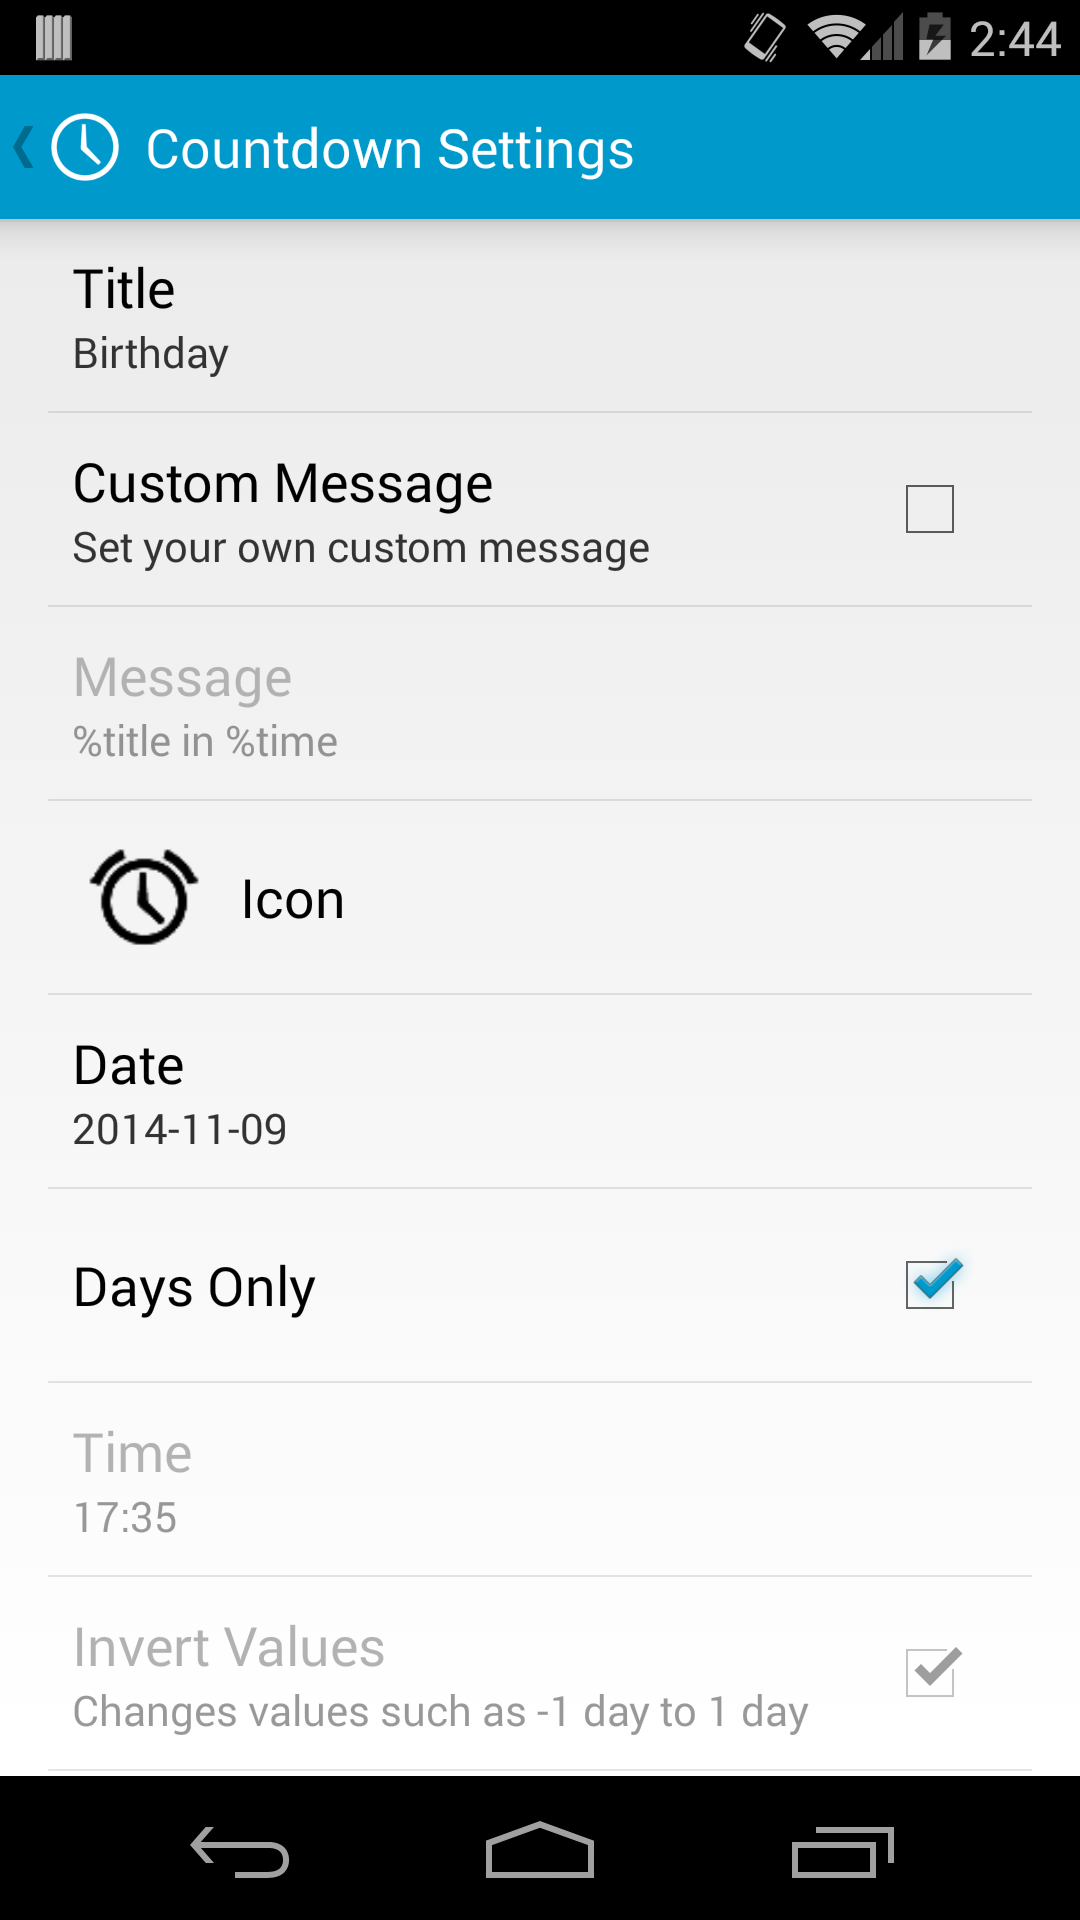 2:44
Countdown Settings
Title
Birthday
Custom Message
Set your own custom message
Message
%title in %time
Icon
Date
2014-11-09
Days Only
Time
17:35
Invert Values
Changes values such as -1 day to 1 day